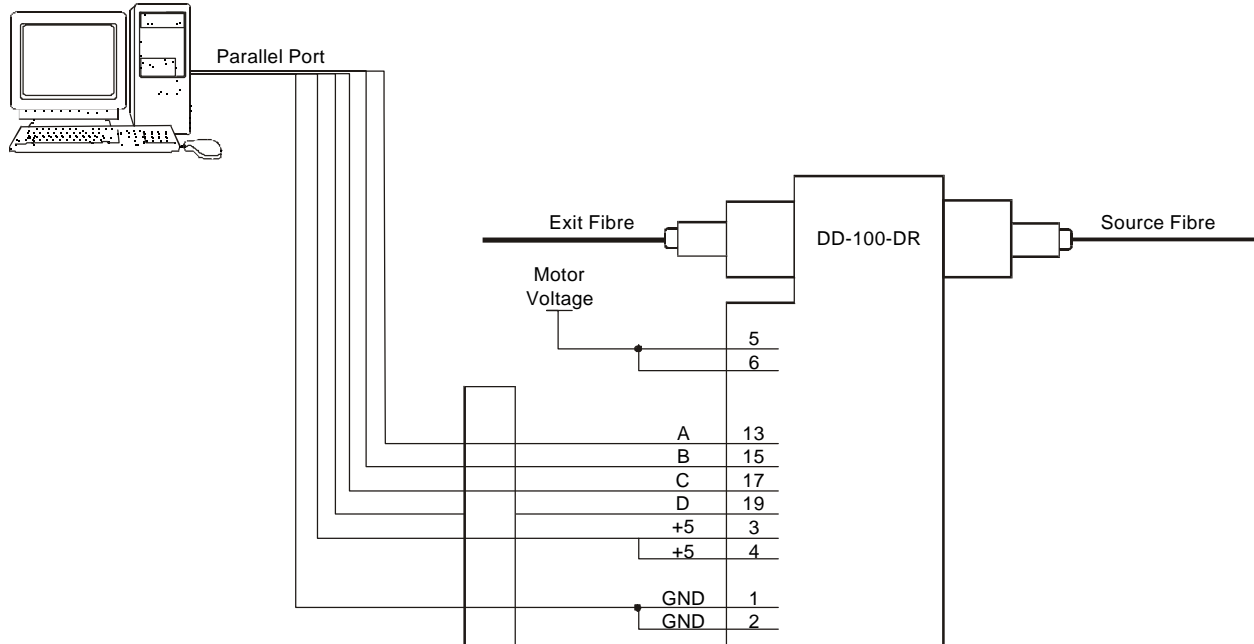 Parallel Port
Exit Fibre
DD-100-DR
Source Fibre
Motor
Voltage
5
6
A 13
B 15
C 17
D 19
+5 3
+5 4
GND 1
GND 2